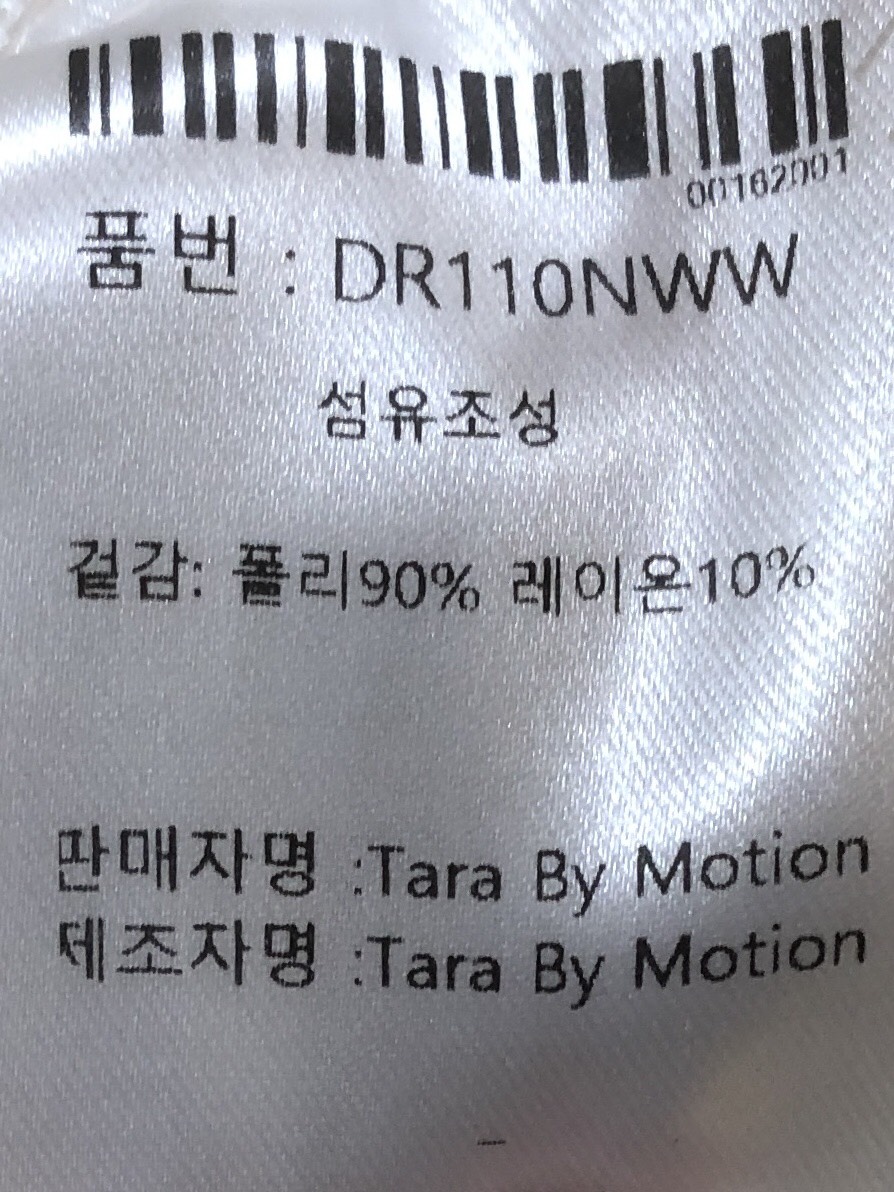 00162001
품번 : DR110NWW
섬유조성
겉감: 폴리90% 레이온10%
판매자명 :Tara By Motion
제조자명 :Tara By Motion